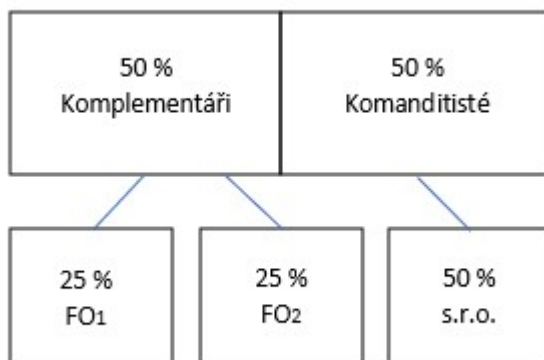 50 %
Komplementáři
50 %
Komanditisté
25 %
FO1
25 %
FO2
50 %
s.r.o.